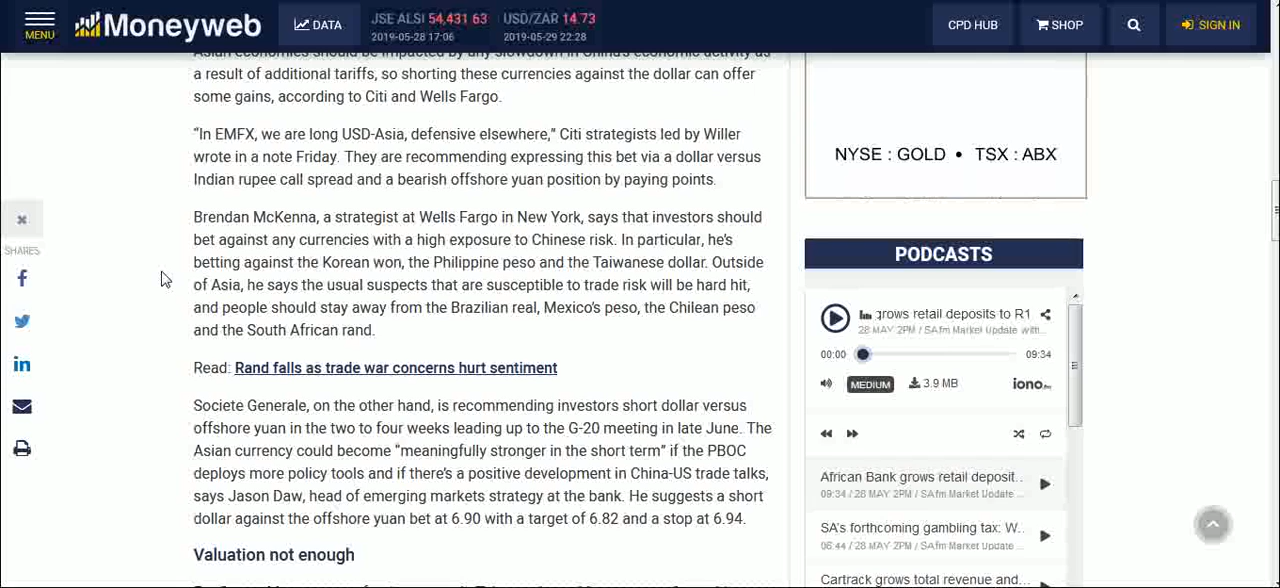 MENU
Moneyweb
DATA
JSE ALSI 54,431.63
2019-05-28 17:06
USD/ZAR 14.73
2019-05-29 22:28
CPD HUB
SHOP
SIGN IN
Asian economies should be impacted by any slowdown in China's economic activity as
a result of additional tariffs, so shorting these currencies against the dollar can offer
some gains, according to Citi and Wells Fargo.
“In EMFX, we are long USD-Asia, defensive elsewhere,” Citi strategists led by Willer
wrote in a note Friday. They are recommending expressing this bet via a dollar versus
Indian rupee call spread and a bearish offshore yuan position by paying points.
Brendan McKenna, a strategist at Wells Fargo in New York, says that investors should
bet against any currencies with a high exposure to Chinese risk. In particular, he’s
betting against the Korean won, the Philippine peso and the Taiwanese dollar. Outside
of Asia, he says the usual suspects that are susceptible to trade risk will be hard hit,
and people should stay away from the Brazilian real, Mexico’s peso, the Chilean peso
and the South African rand.
Read: Rand falls as trade war concerns hurt sentiment
Societe Generale, on the other hand, is recommending investors short dollar versus
offshore yuan in the two to four weeks leading up to the G-20 meeting in late June. The
Asian currency could become “meaningfully stronger in the short term” if the PBOC
deploys more policy tools and if there’s a positive development in China-US trade talks,
says Jason Daw, head of emerging markets strategy at the bank. He suggests a short
dollar against the offshore yuan bet at 6.90 with a target of 6.82 and a stop at 6.94.
Valuation not enough
SHARES
NYSE : GOLD • TSX : ABX
PODCASTS
grows retail deposits to R1
28 MAY 2PM / SAfm Market Update with...
00:00
09:34
MEDIUM
3.9 MB
iono.fm
African Bank grows retail deposit...
09:34 / 28 MAY 2PM / SAfm Market Update ...
SA's forthcoming gambling tax: W...
06:44 / 28 MAY 2PM / SAfm Market Update ...
Cartrack grows total revenue and...